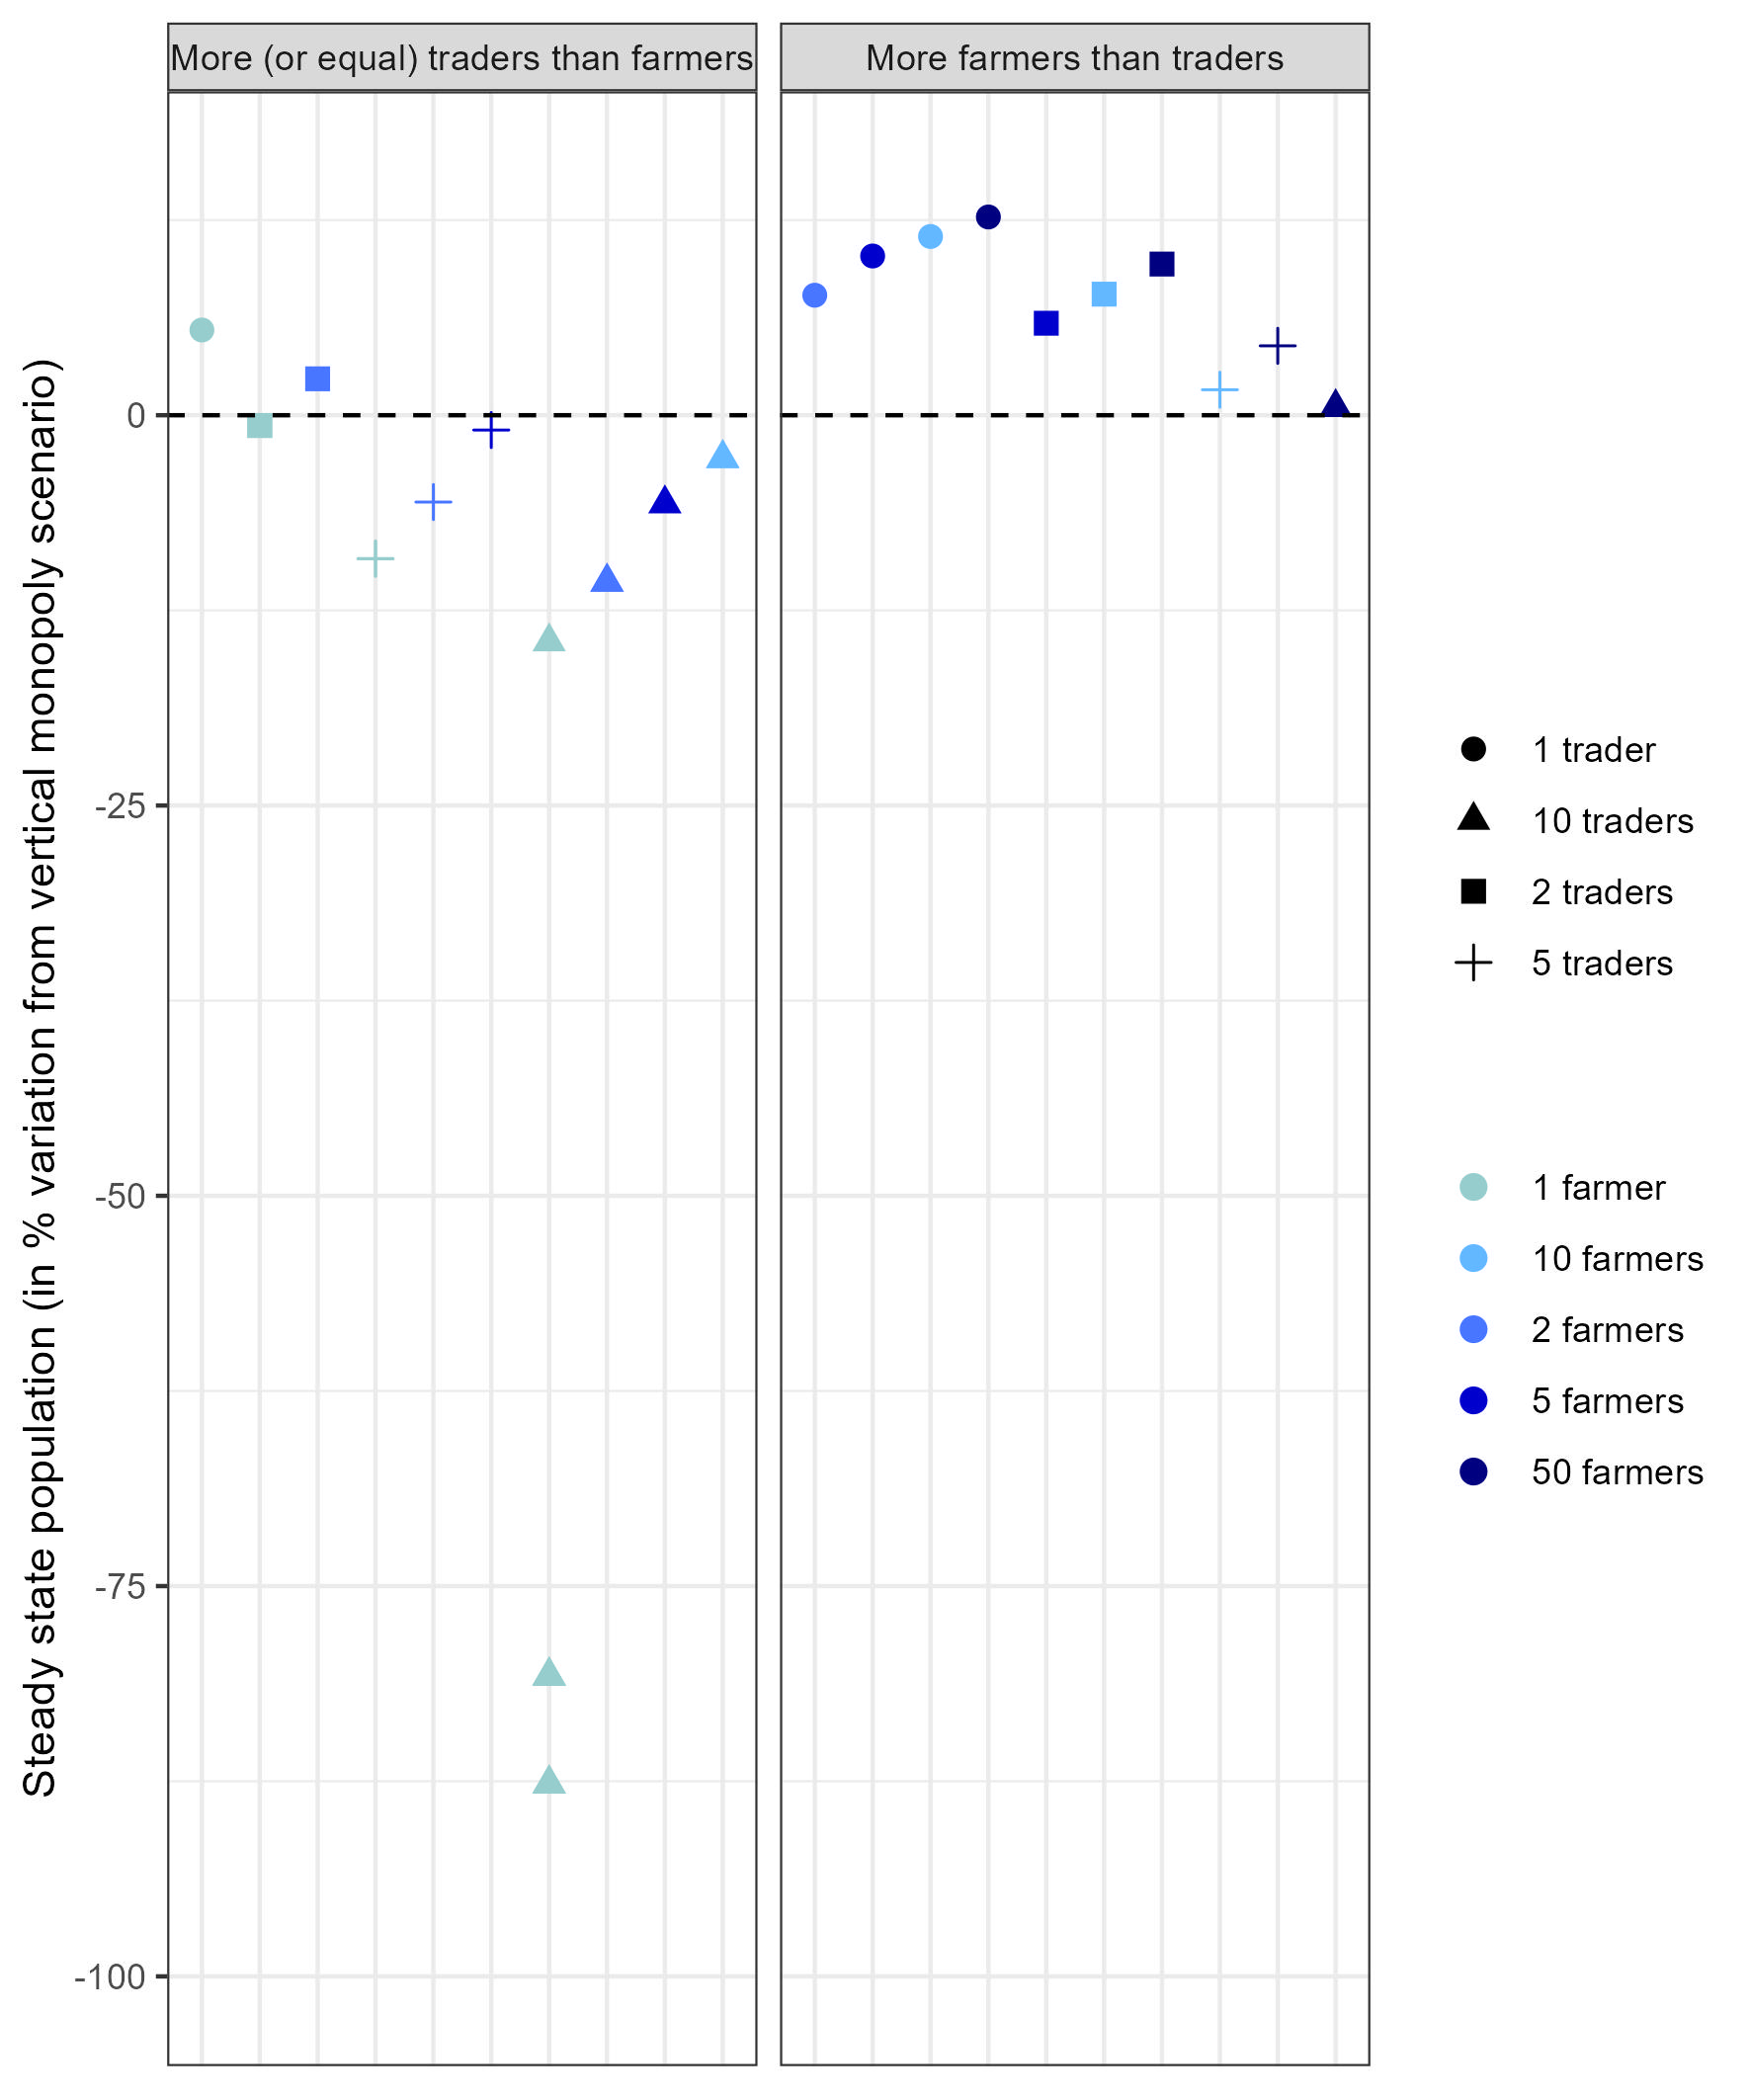 More (or equal) traders than farmers
More farmers than traders
Steady state population (in % variation from vertical monopoly scenario)
0
-25
-50
-75
-100
1 trader
10 traders
2 traders
5 traders
1 farmer
10 farmers
2 farmers
5 farmers
50 farmers